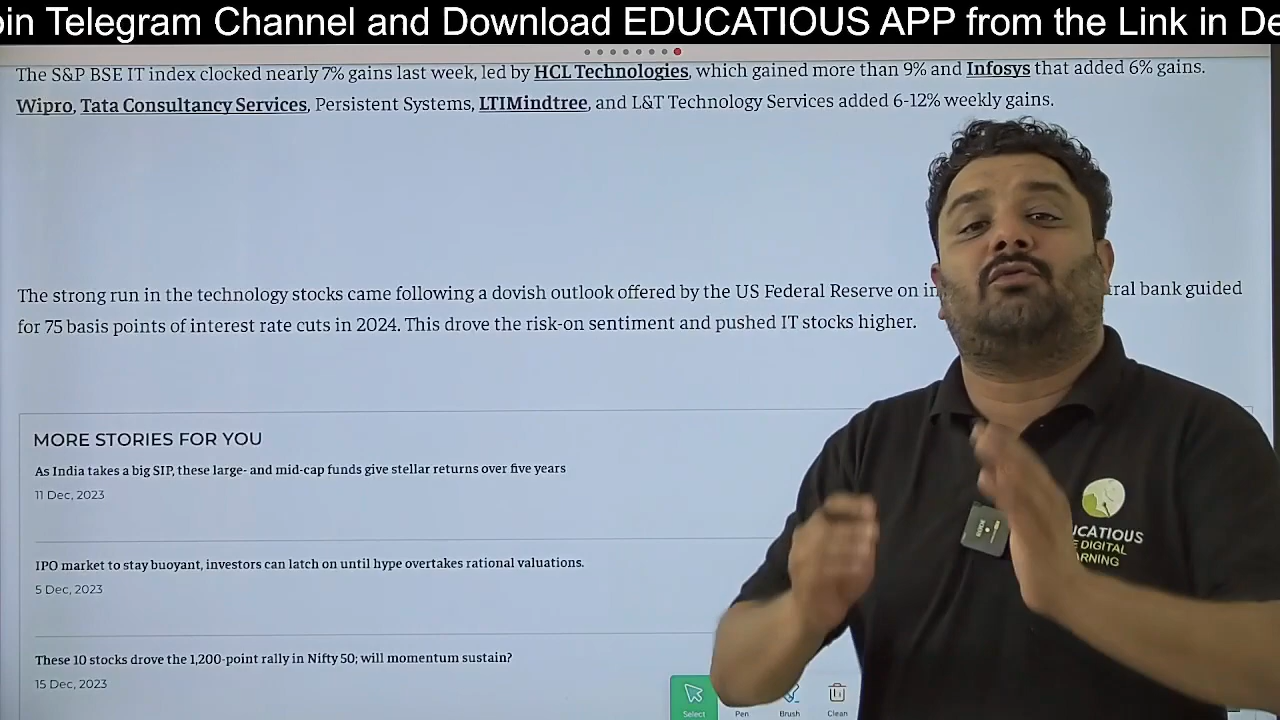 oin Telegram Channel and Download EDUCATIOUS APP from the Link in De
The S&P BSE IT index clocked nearly 7% gains last week, led by HCL Technologies, which gained more than 9% and Infosys that added 6% gains.
Wipro, Tata Consultancy Services, Persistent Systems, LTIMindtree, and L&T Technology Services added 6-12% weekly gains.
The strong run in the technology stocks came following a dovish outlook offered by the US Federal Reserve on in ral bank guided
for 75 basis points of interest rate cuts in 2024. This drove the risk-on sentiment and pushed IT stocks higher.
MORE STORIES FOR YOU
As India takes a big SIP, these large- and mid-cap funds give stellar returns over five years
11 Dec, 2023
IPO market to stay buoyant, investors can latch on until hype overtakes rational valuations.
5 Dec, 2023
These 10 stocks drove the 1,200-point rally in Nifty 50; will momentum sustain?
15 Dec, 2023
Select Pen Brush Clean
UCATIOUS
E DIGITAL
ARNING